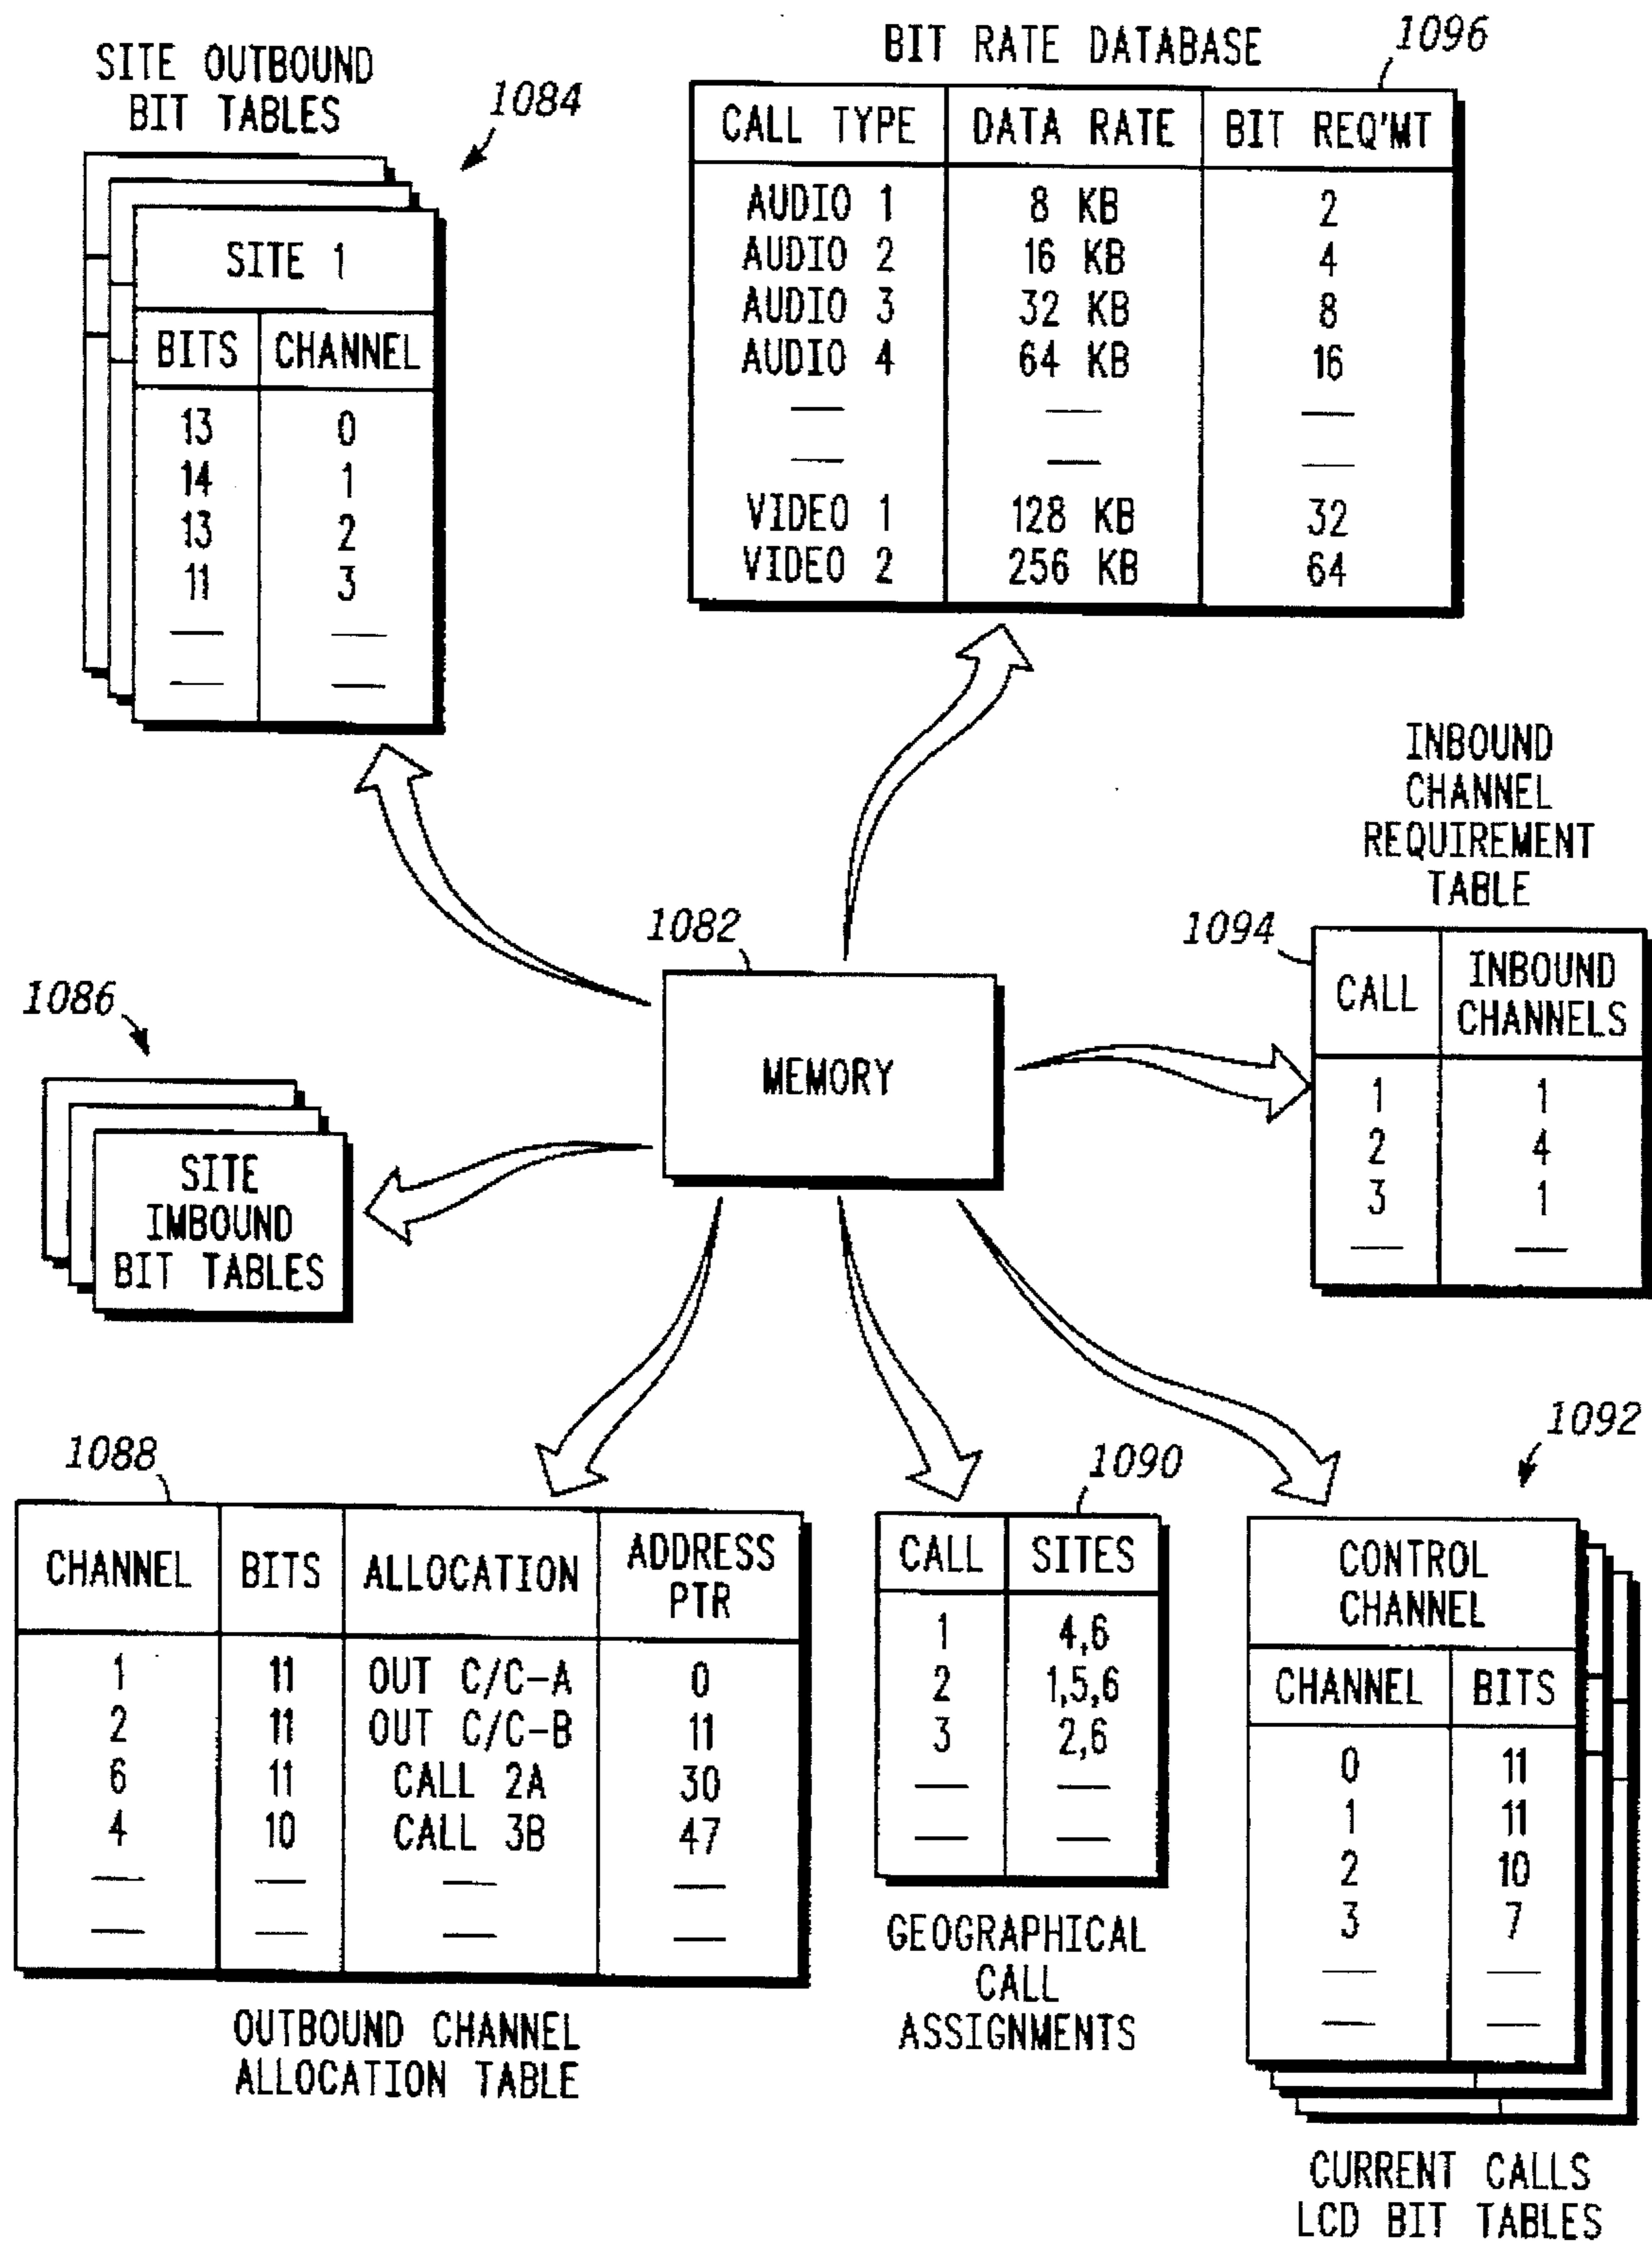 SITE OUTBOUND
BIT TABLES
1084
SITE 1
BITS CHANNEL
13 0
14 1
13 2
11 3
— —
— —
BIT RATE DATABASE
1096
CALL TYPE DATA RATE BIT REQ'MT
AUDIO 1 8 KB 2
AUDIO 2 16 KB 4
AUDIO 3 32 KB 8
AUDIO 4 64 KB 16
— — —
— — —
VIDEO 1 128 KB 32
VIDEO 2 256 KB 64
INBOUND
CHANNEL
REQUIREMENT
TABLE
1094
CALL INBOUND CHANNELS
1 1
2 4
3 1
— —
1082
MEMORY
1086
SITE
IMBOUND
BIT TABLES
1088
CHANNEL BITS ALLOCATION ADDRESS PTR
1 11 OUT C/C-A 0
2 11 OUT C/C-B 11
6 11 CALL 2A 30
4 10 CALL 3B 47
— — — —
— — — —
OUTBOUND CHANNEL
ALLOCATION TABLE
1090
CALL SITES
1 4,6
2 1,5,6
3 2,6
— —
— —
GEOGRAPHICAL
CALL
ASSIGNMENTS
1092
CONTROL
CHANNEL
CHANNEL BITS
0 11
1 11
2 10
3 7
— —
— —
CURRENT CALLS
LCD BIT TABLES